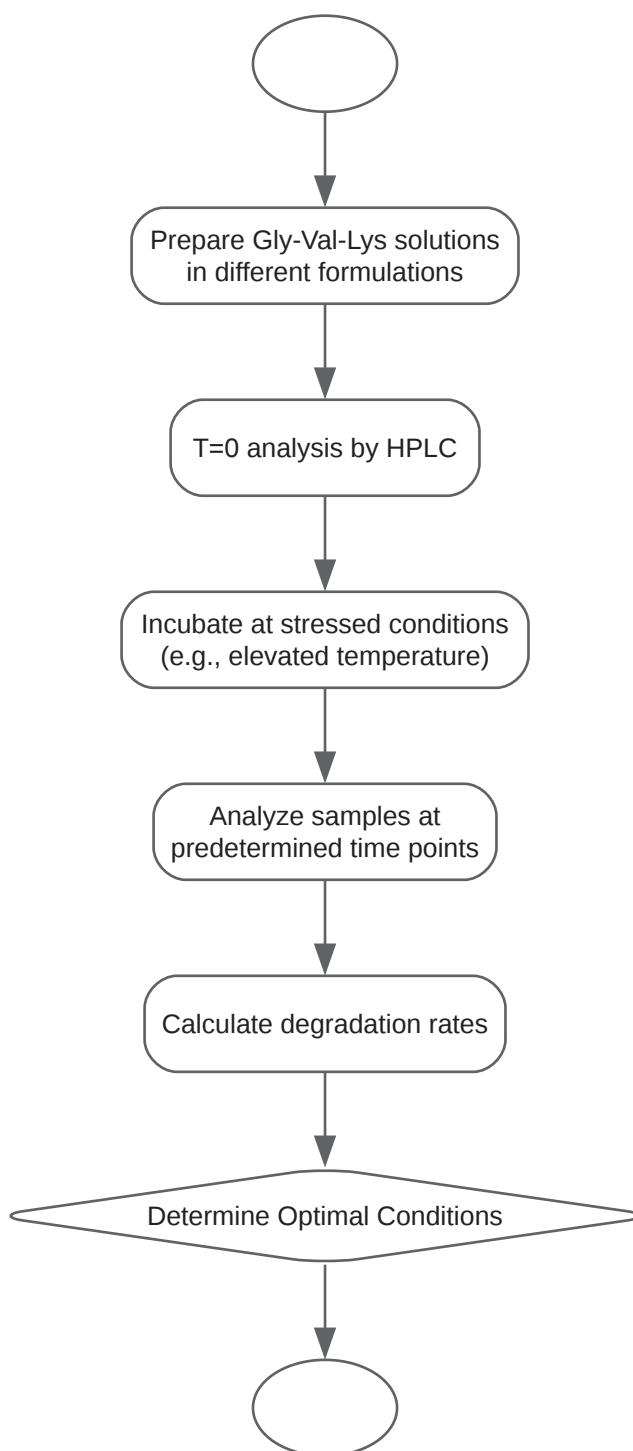 Prepare Gly-Val-Lys solutions
in different formulations
T=0 analysis by HPLC
Incubate at stressed conditions
(e.g., elevated temperature)
Analyze samples at
predetermined time points
Calculate degradation rates
Determine Optimal Conditions